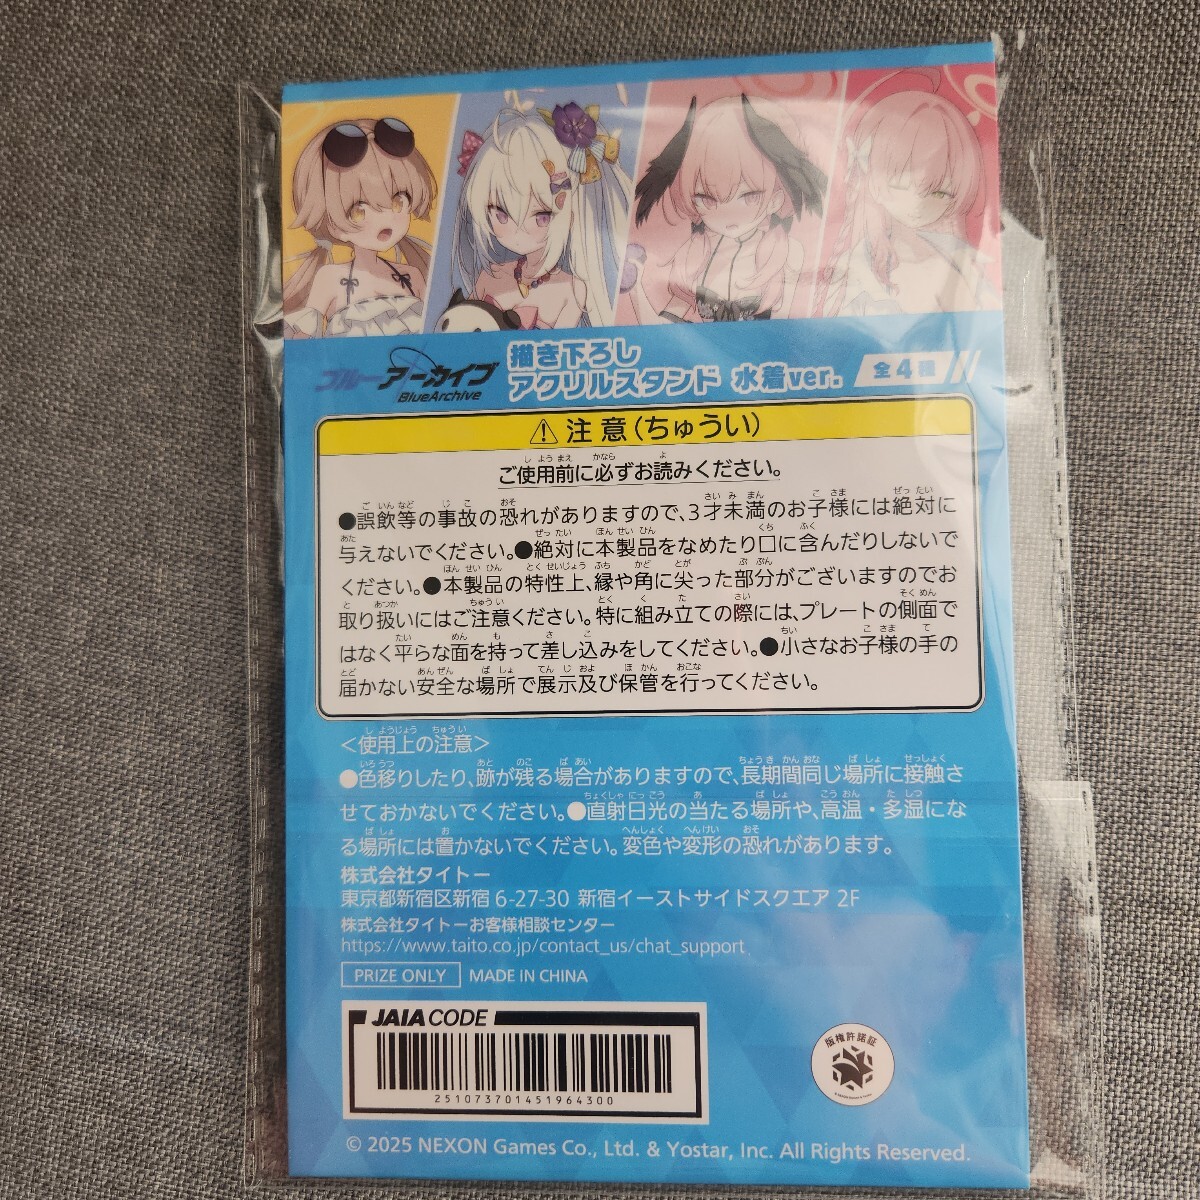 ブルーアーカイブ
BlueArchive
描き下ろし
アクリルスタンド 水着ver.
全4種
⚠ 注意(ちゅうい)
ご使用前に必ずお読みください。
●誤飲等の事故の恐れがありますので、3才未満のお子様には絶対に
与えないでください。●絶対に本製品をなめたり口に含んだりしないで
ください。●本製品の特性上、縁や角に尖った部分がございますのでお
取り扱いにはご注意ください。特に組み立ての際には、プレートの側面で
はなく平らな面を持って差し込みをしてください。●小さなお子様の手の
届かない安全な場所で展示及び保管を行ってください。
<使用上の注意>
●色移りしたり、跡が残る場合がありますので、長期間同じ場所に接触さ
せておかないでください。●直射日光の当たる場所や、高温・多湿にな
る場所には置かないでください。変色や変形の恐れがあります。
株式会社タイトー
東京都新宿区新宿 6-27-30 新宿イーストサイドスクエア 2F
株式会社タイトーお客様相談センター
https://www.taito.co.jp/contact_us/chat_support
PRIZE ONLY MADE IN CHINA
JAIA CODE
2510737014519643​00
版権許諾証
© 2025 NEXON Games Co., Ltd. & Yostar, Inc. All Rights Reserved.